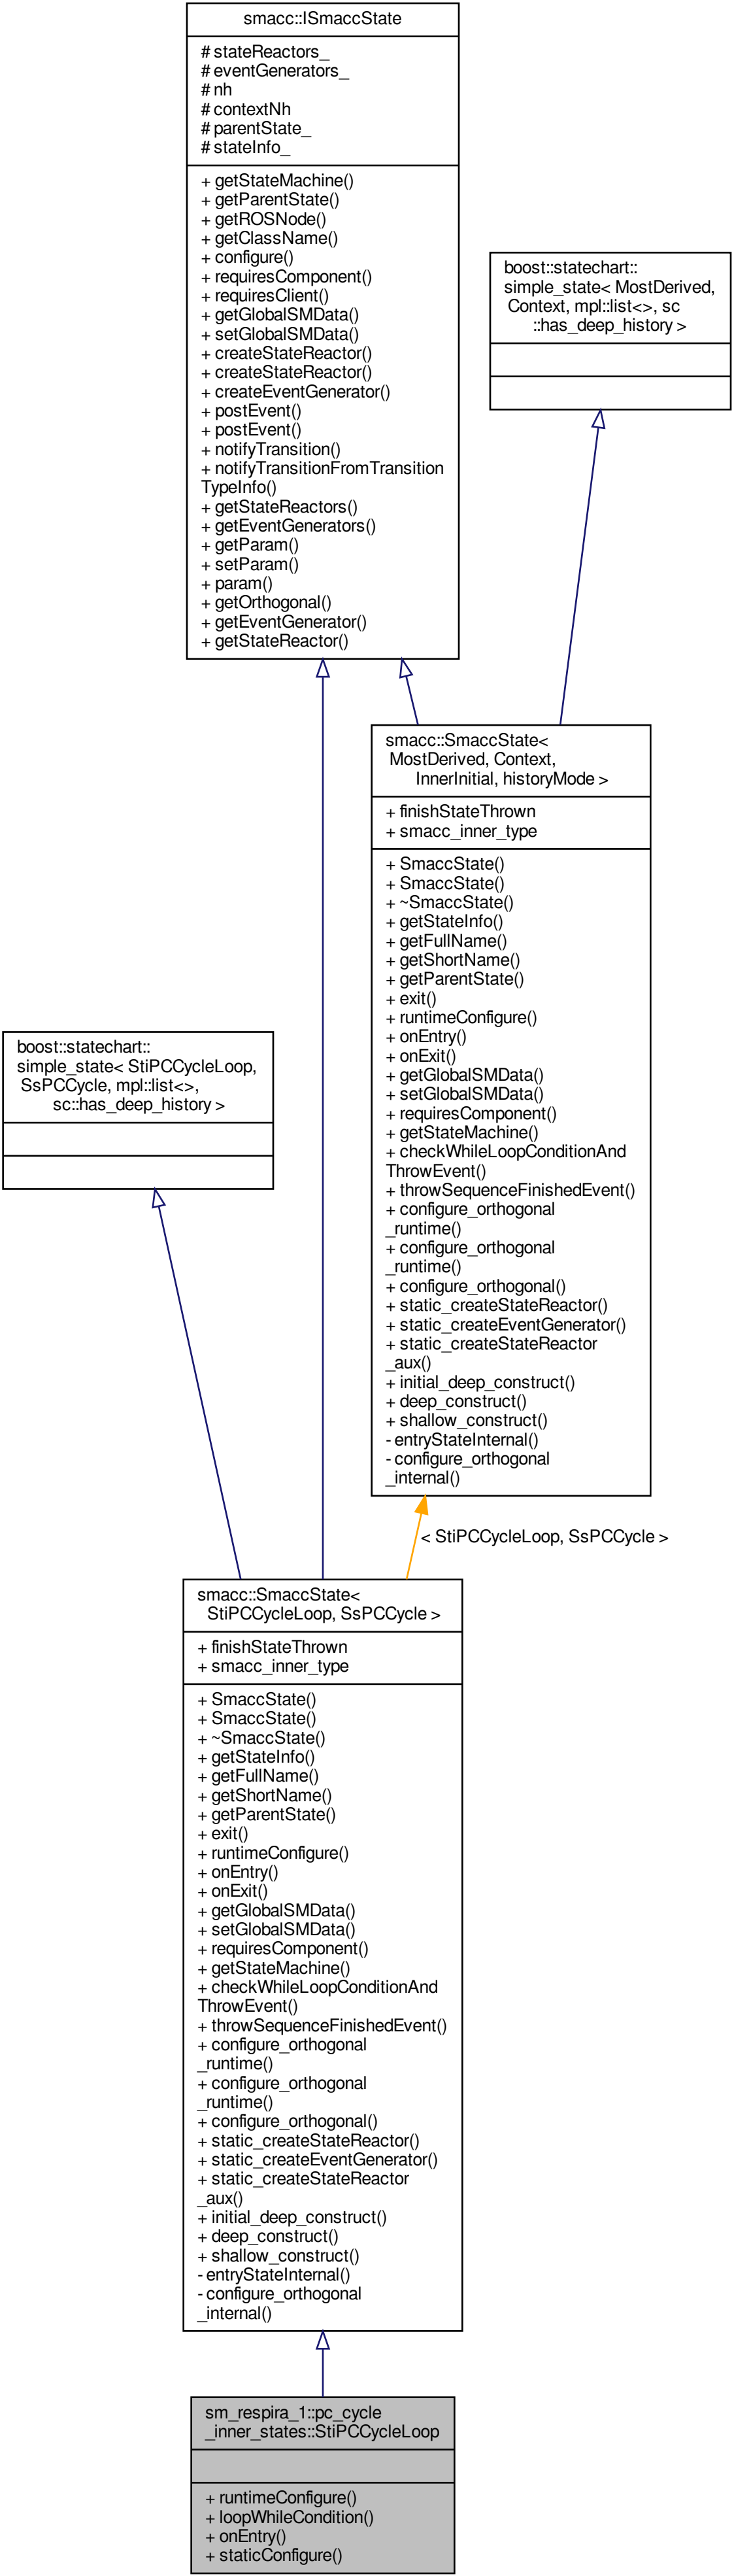 smacc::ISmaccState
# stateReactors_
# eventGenerators_
# nh
# contextNh
# parentState_
# stateInfo_
+ getStateMachine()
+ getParentState()
+ getROSNode()
+ getClassName()
+ configure()
+ requiresComponent()
+ requiresClient()
+ getGlobalSMData()
+ setGlobalSMData()
+ createStateReactor()
+ createStateReactor()
+ createEventGenerator()
+ postEvent()
+ postEvent()
+ notifyTransition()
+ notifyTransitionFromTransition
TypeInfo()
+ getStateReactors()
+ getEventGenerators()
+ getParam()
+ setParam()
+ param()
+ getOrthogonal()
+ getEventGenerator()
+ getStateReactor()
boost::statechart::
simple_state< MostDerived,
Context, mpl::list<>, sc
::has_deep_history >
smacc::SmaccState<
MostDerived, Context,
InnerInitial, historyMode >
+ finishStateThrown
+ smacc_inner_type
+ SmaccState()
+ SmaccState()
+ ~SmaccState()
+ getStateInfo()
+ getFullName()
+ getShortName()
+ getParentState()
+ exit()
+ runtimeConfigure()
+ onEntry()
+ onExit()
+ getGlobalSMData()
+ setGlobalSMData()
+ requiresComponent()
+ getStateMachine()
+ checkWhileLoopConditionAnd
ThrowEvent()
+ throwSequenceFinishedEvent()
+ configure_orthogonal
_runtime()
+ configure_orthogonal
_runtime()
+ configure_orthogonal()
+ static_createStateReactor()
+ static_createEventGenerator()
+ static_createStateReactor
_aux()
+ initial_deep_construct()
+ deep_construct()
+ shallow_construct()
- entryStateInternal()
- configure_orthogonal
_internal()
boost::statechart::
simple_state< StiPCCycleLoop,
SsPCCycle, mpl::list<>,
sc::has_deep_history >
< StiPCCycleLoop, SsPCCycle >
smacc::SmaccState<
StiPCCycleLoop, SsPCCycle >
+ finishStateThrown
+ smacc_inner_type
+ SmaccState()
+ SmaccState()
+ ~SmaccState()
+ getStateInfo()
+ getFullName()
+ getShortName()
+ getParentState()
+ exit()
+ runtimeConfigure()
+ onEntry()
+ onExit()
+ getGlobalSMData()
+ setGlobalSMData()
+ requiresComponent()
+ getStateMachine()
+ checkWhileLoopConditionAnd
ThrowEvent()
+ throwSequenceFinishedEvent()
+ configure_orthogonal
_runtime()
+ configure_orthogonal
_runtime()
+ configure_orthogonal()
+ static_createStateReactor()
+ static_createEventGenerator()
+ static_createStateReactor
_aux()
+ initial_deep_construct()
+ deep_construct()
+ shallow_construct()
- entryStateInternal()
- configure_orthogonal
_internal()
sm_respira_1::pc_cycle
_inner_states::StiPCCycleLoop
+ runtimeConfigure()
+ loopWhileCondition()
+ onEntry()
+ staticConfigure()